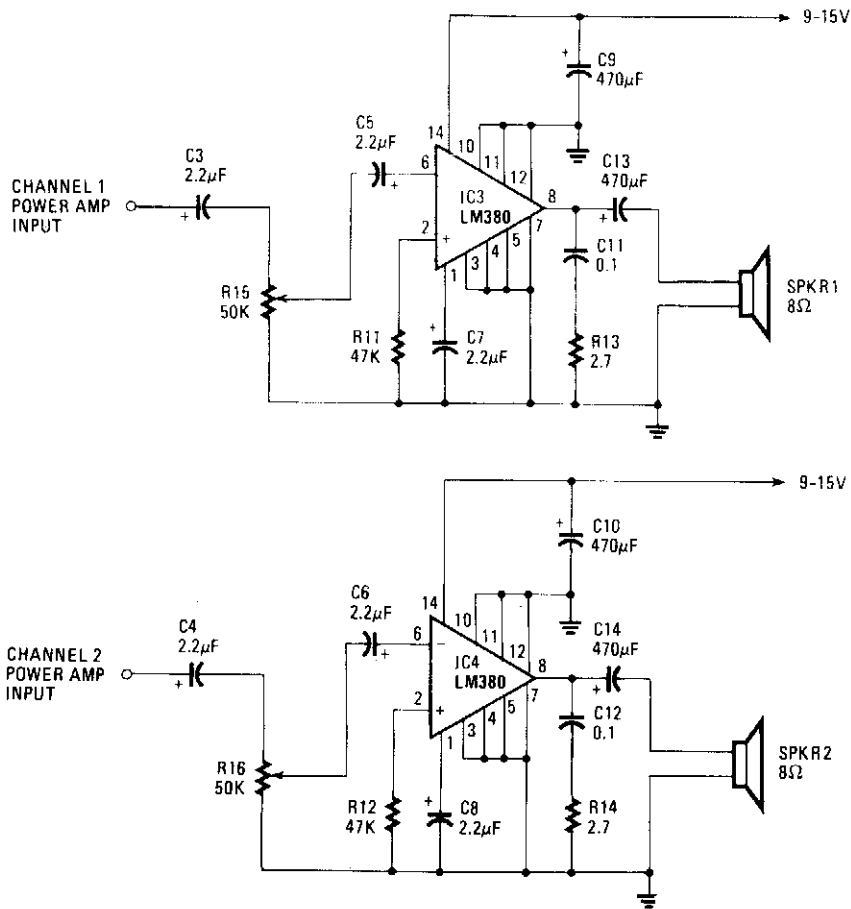 9-15V
C9
470µF
C5
2.2µF
C3
2.2µF
14
10
11
12
6
C13
470µF
CHANNEL 1
POWER AMP
INPUT
+
+
+
+
IC3
LM380
8
7
2
+
5
4
3
1
C11
0.1
SPKR1
8Ω
R15
50K
R11
47K
+
C7
2.2µF
R13
2.7
9-15V
+
C10
470µF
C6
2.2µF
C4
2.2µF
14
10
11
12
6
−
C14
470µF
CHANNEL 2
POWER AMP
INPUT
+
+
+
IC4
LM380
8
7
2
+
5
4
3
1
C12
0.1
SPKR2
8Ω
R16
50K
R12
47K
+
C8
2.2µF
R14
2.7